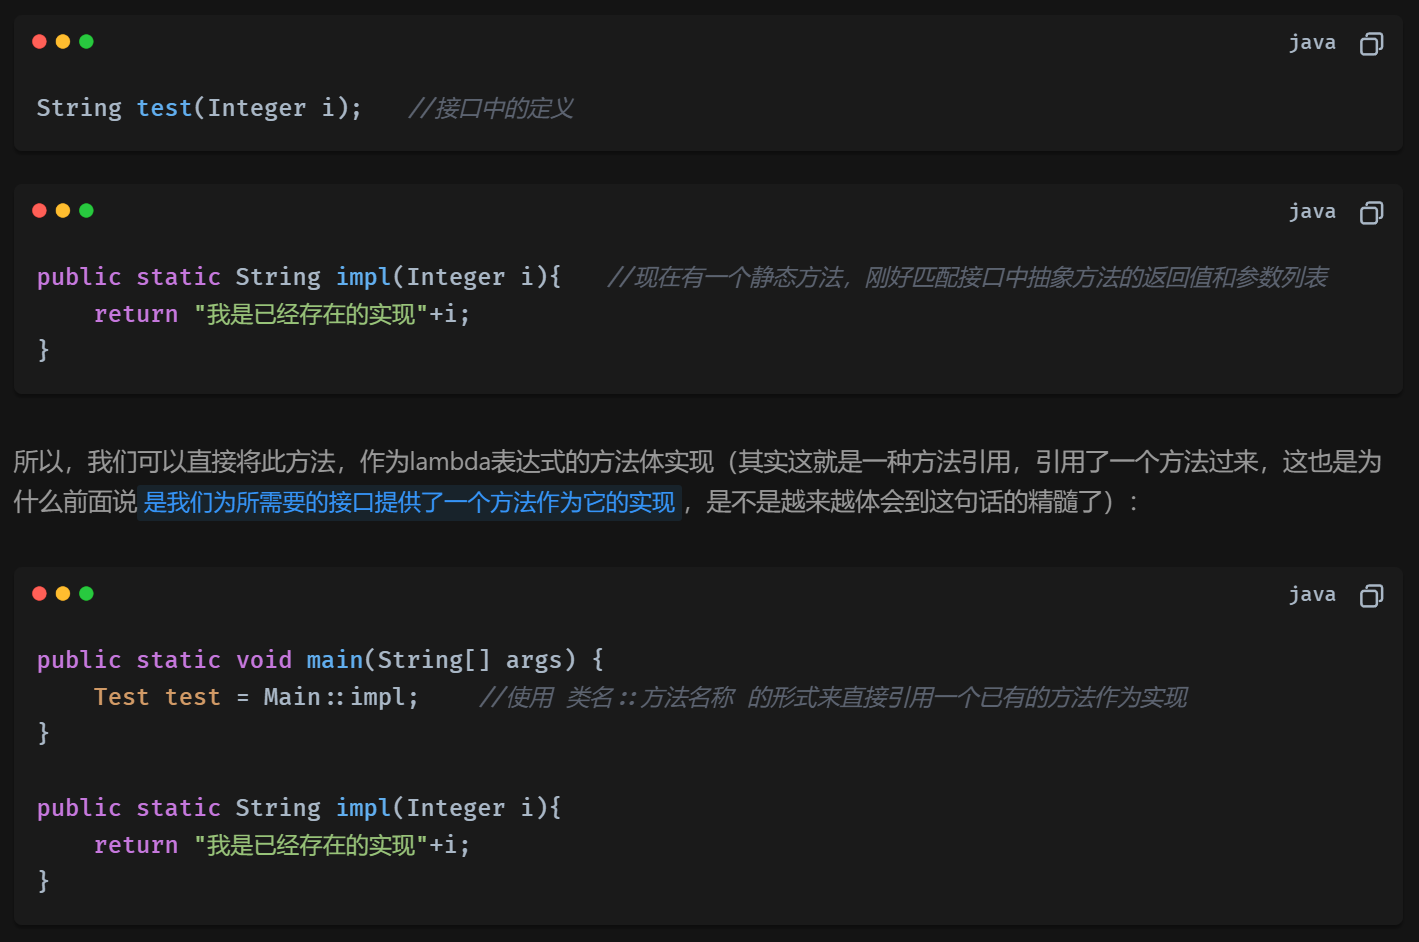 java
String test(Integer i);   //接口中的定义
java
public static String impl(Integer i){   //现在有一个静态方法，刚好匹配接口中抽象方法的返回值和参数列表
    return "我是已经存在的实现"+i;
}
所以，我们可以直接将此方法，作为lambda表达式的方法体实现（其实这就是一种方法引用，引用了一个方法过来，这也是为
什么前面说 是我们为所需要的接口提供了一个方法作为它的实现 ，是不是越来越体会到这句话的精髓了）：
java
public static void main(String[] args) {
    Test test = Main::impl;    //使用 类名::方法名称 的形式来直接引用一个已有的方法作为实现
}
public static String impl(Integer i){
    return "我是已经存在的实现"+i;
}